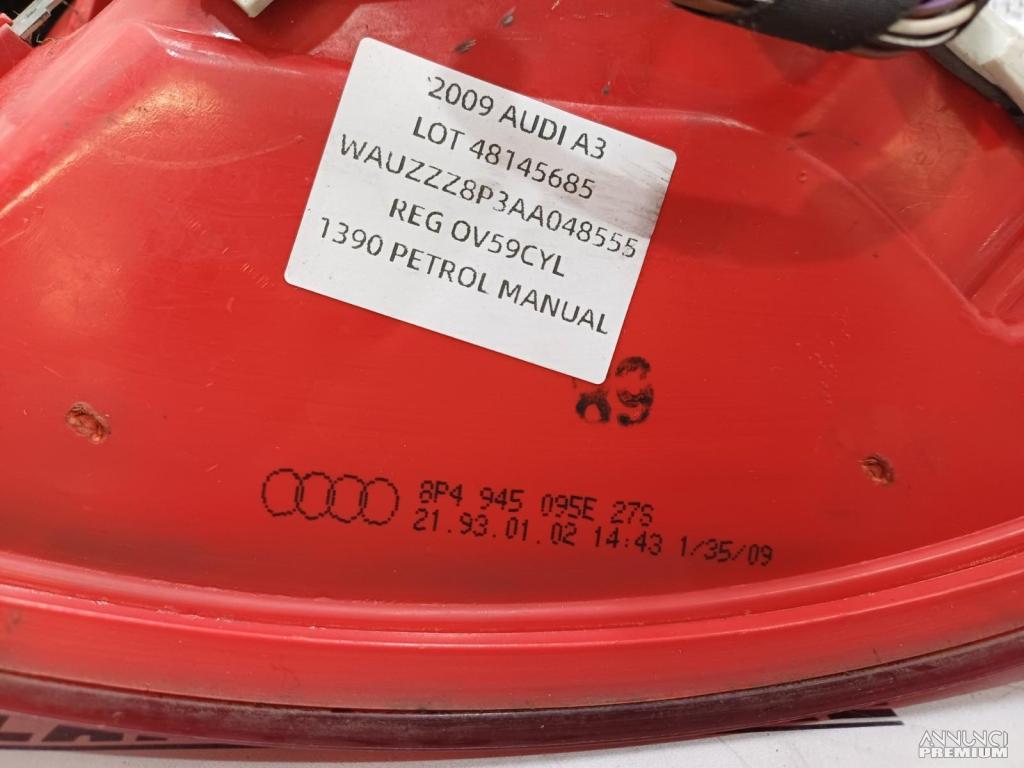 2009 AUDI A3
LOT 48145685
WAUZZZ8P3AA048555
REG OV59CYL
1390 PETROL MANUAL
8P4 945 095E 27S
21.93.01.02 14:43 1/35/09
ANNUNCI
PREMIUM